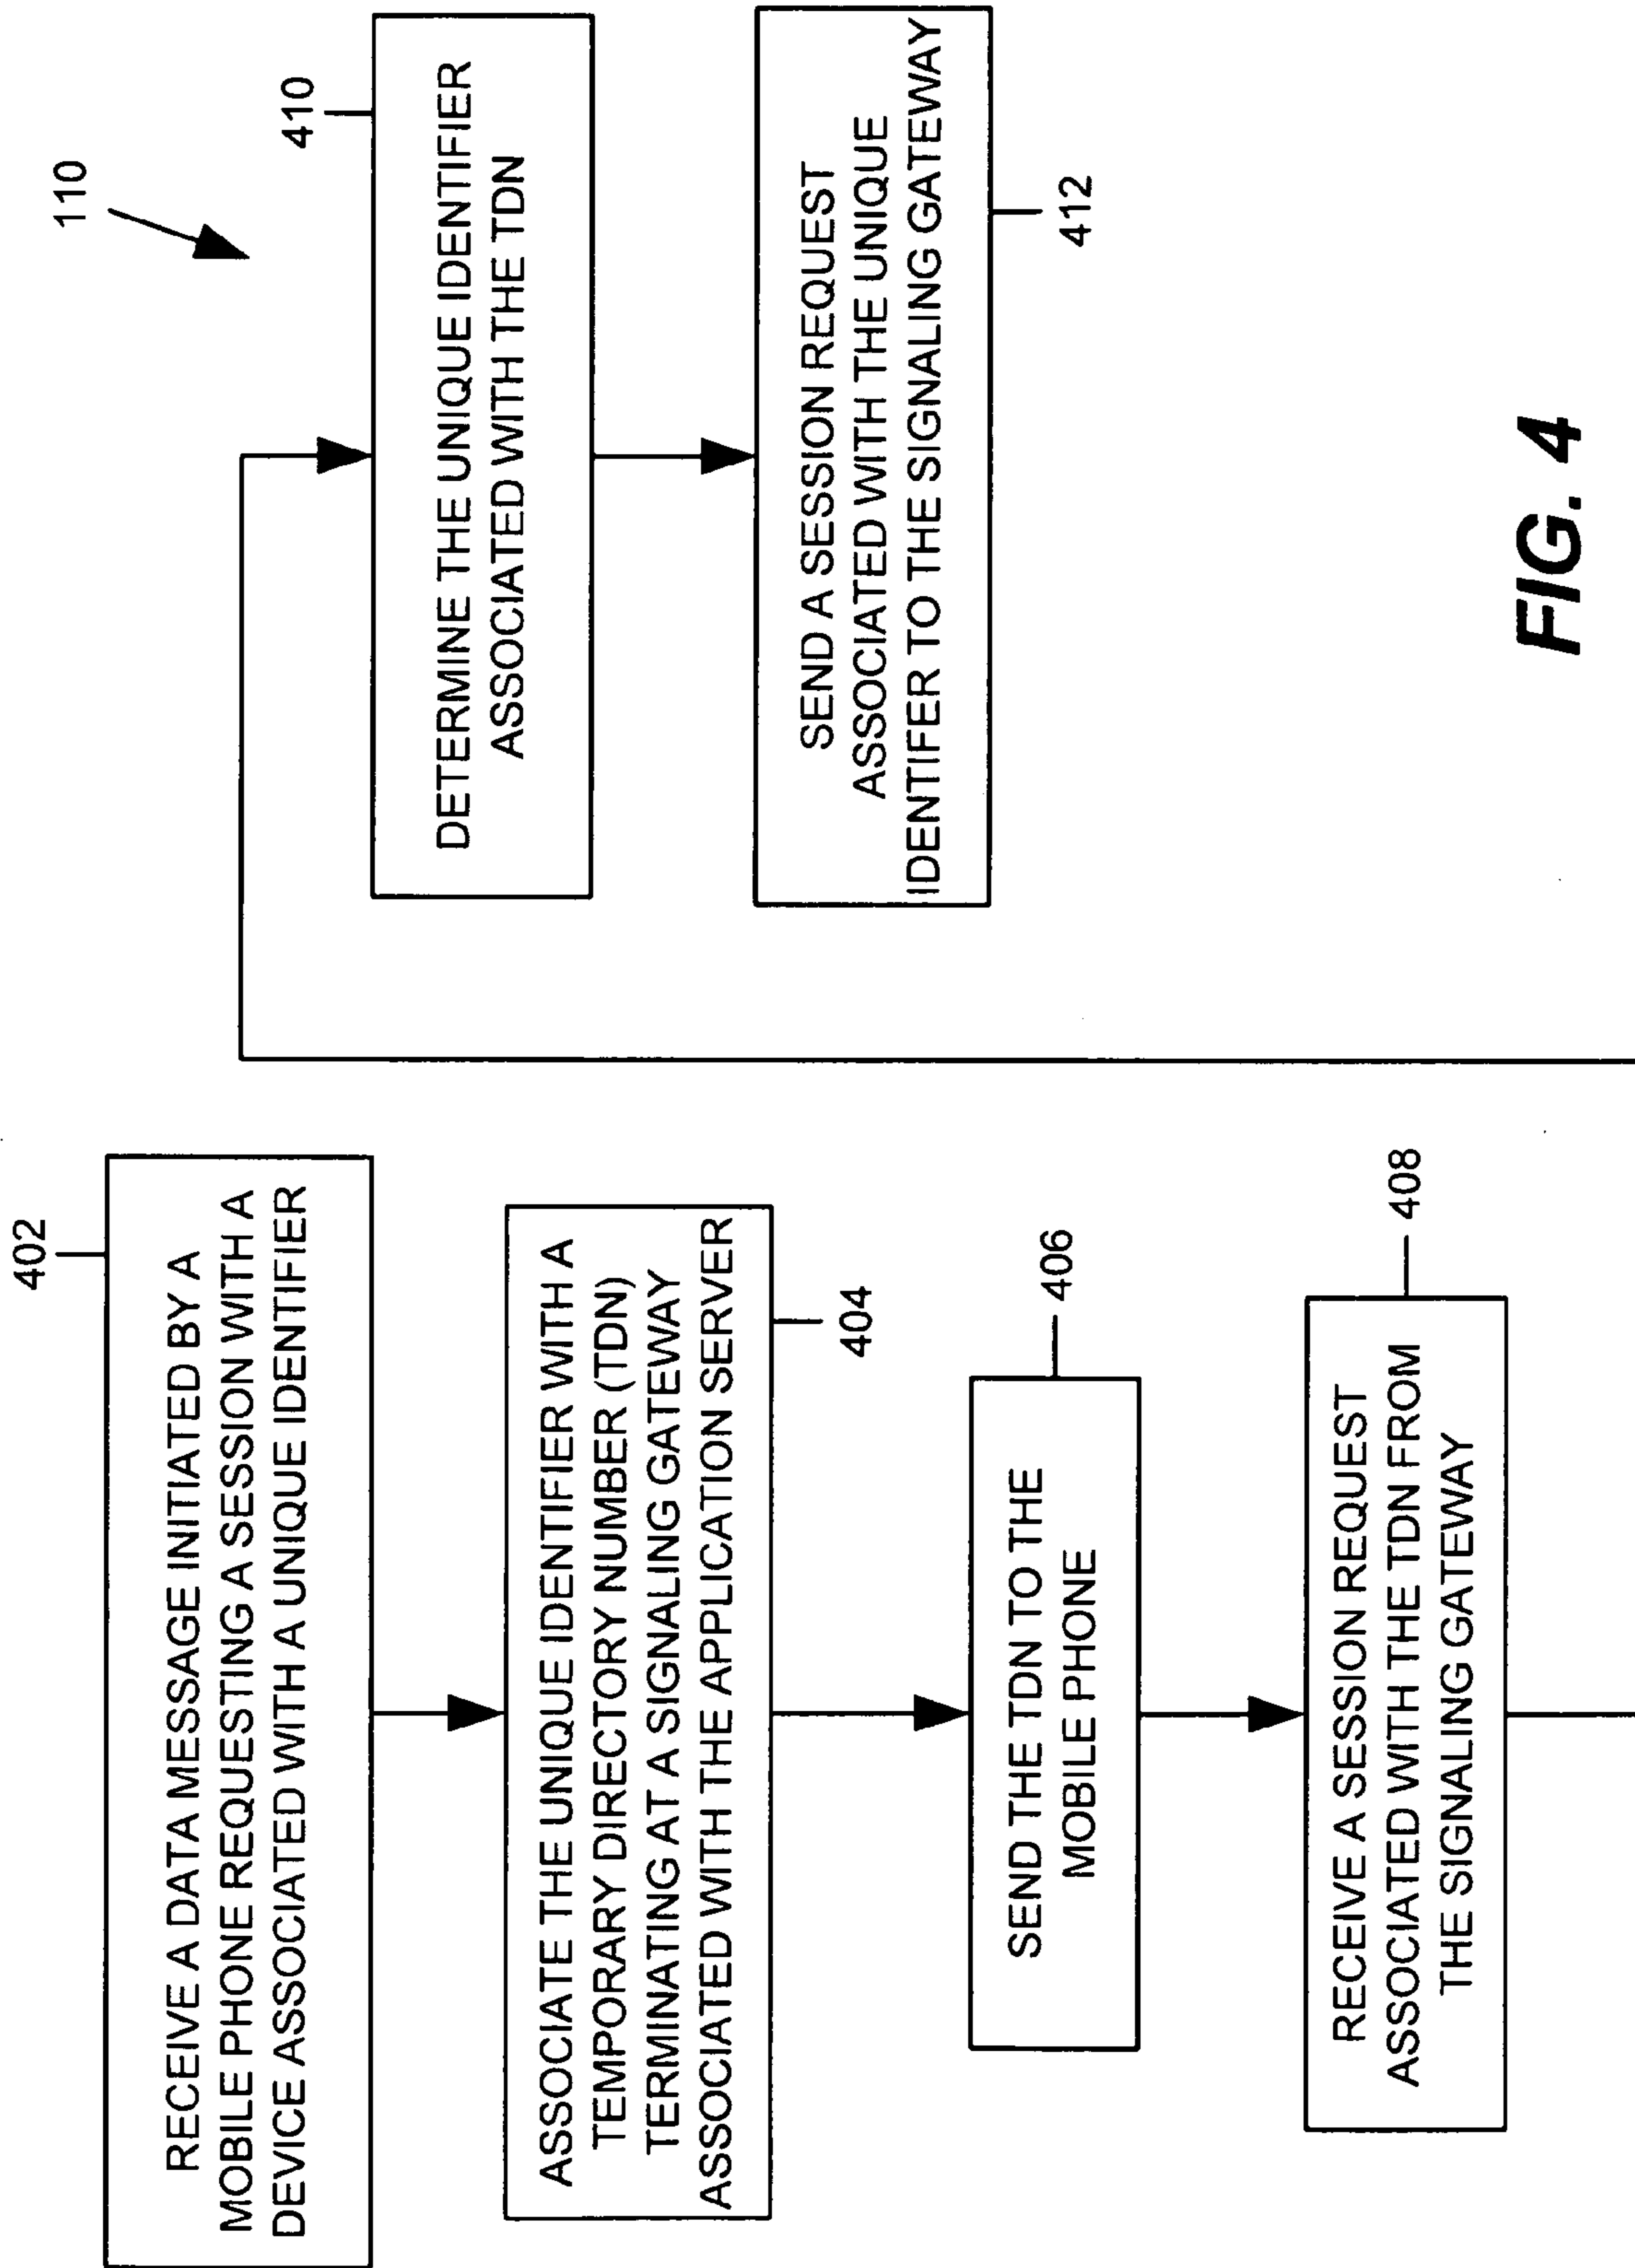 402
RECEIVE A DATA MESSAGE INITIATED BY A
MOBILE PHONE REQUESTING A SESSION WITH A
DEVICE ASSOCIATED WITH A UNIQUE IDENTIFIER
ASSOCIATE THE UNIQUE IDENTIFIER WITH A
TEMPORARY DIRECTORY NUMBER (TDN)
TERMINATING AT A SIGNALING GATEWAY
ASSOCIATED WITH THE APPLICATION SERVER
404
SEND THE TDN TO THE
MOBILE PHONE
406
RECEIVE A SESSION REQUEST
ASSOCIATED WITH THE TDN FROM
THE SIGNALING GATEWAY
408
110
410
DETERMINE THE UNIQUE IDENTIFIER
ASSOCIATED WITH THE TDN
SEND A SESSION REQUEST
ASSOCIATED WITH THE UNIQUE
IDENTIFER TO THE SIGNALING GATEWAY
412
FIG. 4